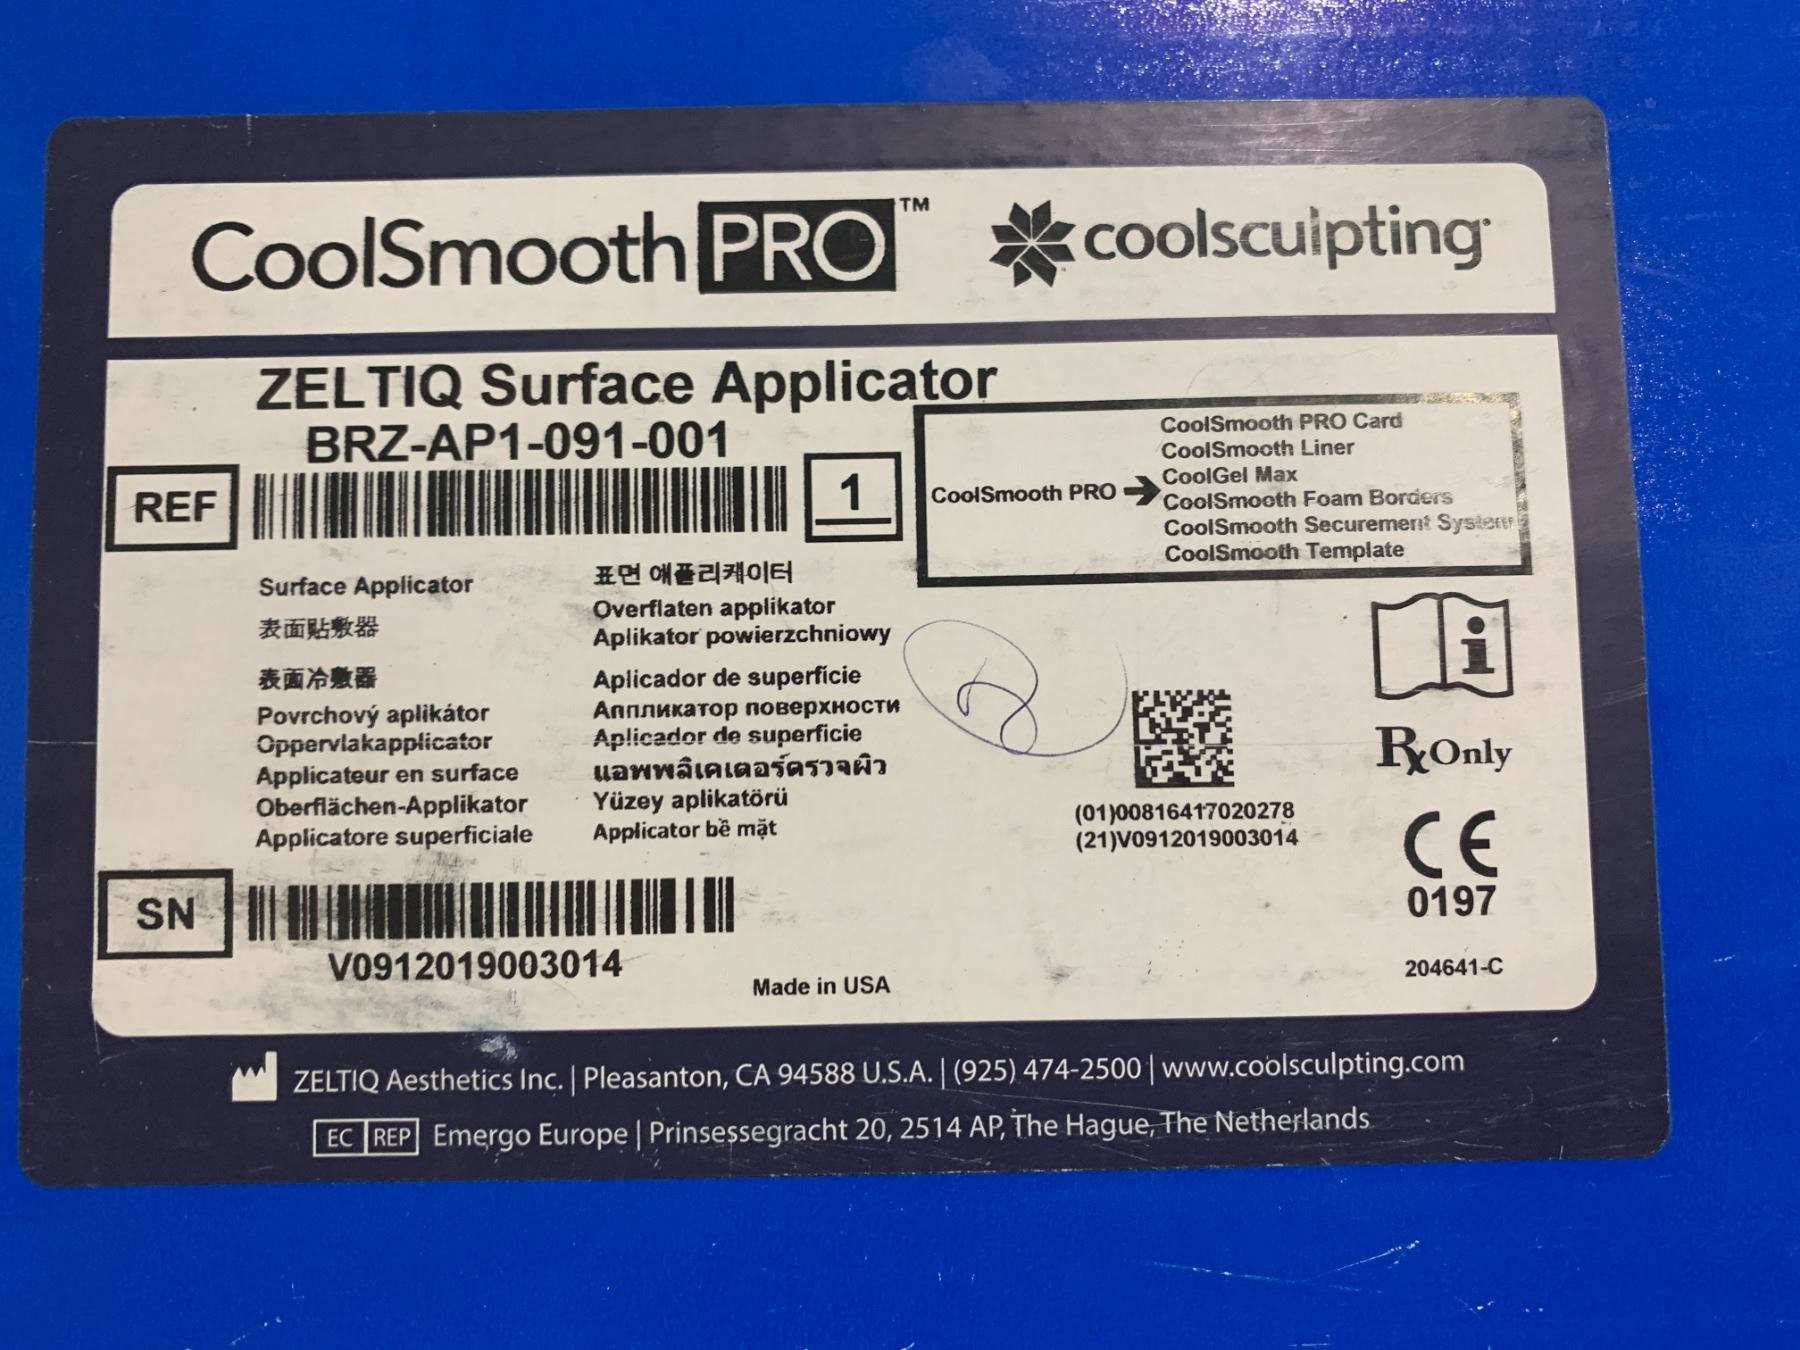 CoolSmooth PRO™
coolsculpting®
ZELTIQ Surface Applicator
BRZ-AP1-091-001
REF
1
CoolSmooth PRO → CoolSmooth PRO Card
CoolSmooth Liner
CoolGel Max
CoolSmooth Foam Borders
CoolSmooth Securement System
CoolSmooth Template
Surface Applicator
表面貼敷器
表面冷敷器
Povrchový aplikátor
Oppervlakapplicator
Applicateur en surface
Oberflächen-Applikator
Applicatore superficiale
표면 애플리케이터
Overflaten applikator
Aplikator powierzchniowy
Aplicador de superfície
Аппликатор поверхности
Aplicador de superficie
แอพพลิเคเตอร์ตรวจผิว
Yüzey aplikatörü
Applicator bề mặt
i
Rx Only
(01)00816417020278
(21)V0912019003014
CE
0197
SN
V0912019003014
Made in USA
204641-C
ZELTIQ Aesthetics Inc. | Pleasanton, CA 94588 U.S.A. | (925) 474-2500 | www.coolsculpting.com
EC REP Emergo Europe | Prinsessegracht 20, 2514 AP, The Hague, The Netherlands